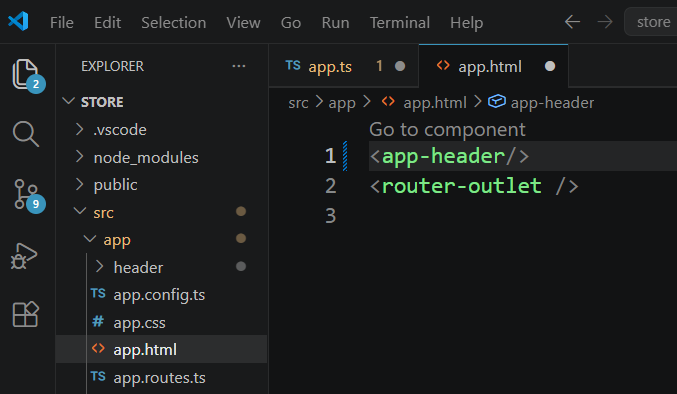 File Edit Selection View Go Run Terminal Help store
EXPLORER ...
TS app.ts 1
<> app.html
STORE
src > app > <> app.html > app-header
.vscode
Go to component
node_modules
1 <app-header/>
public
2 <router-outlet />
src
3
app
header
TS app.config.ts
# app.css
<> app.html
TS app.routes.ts
2
9